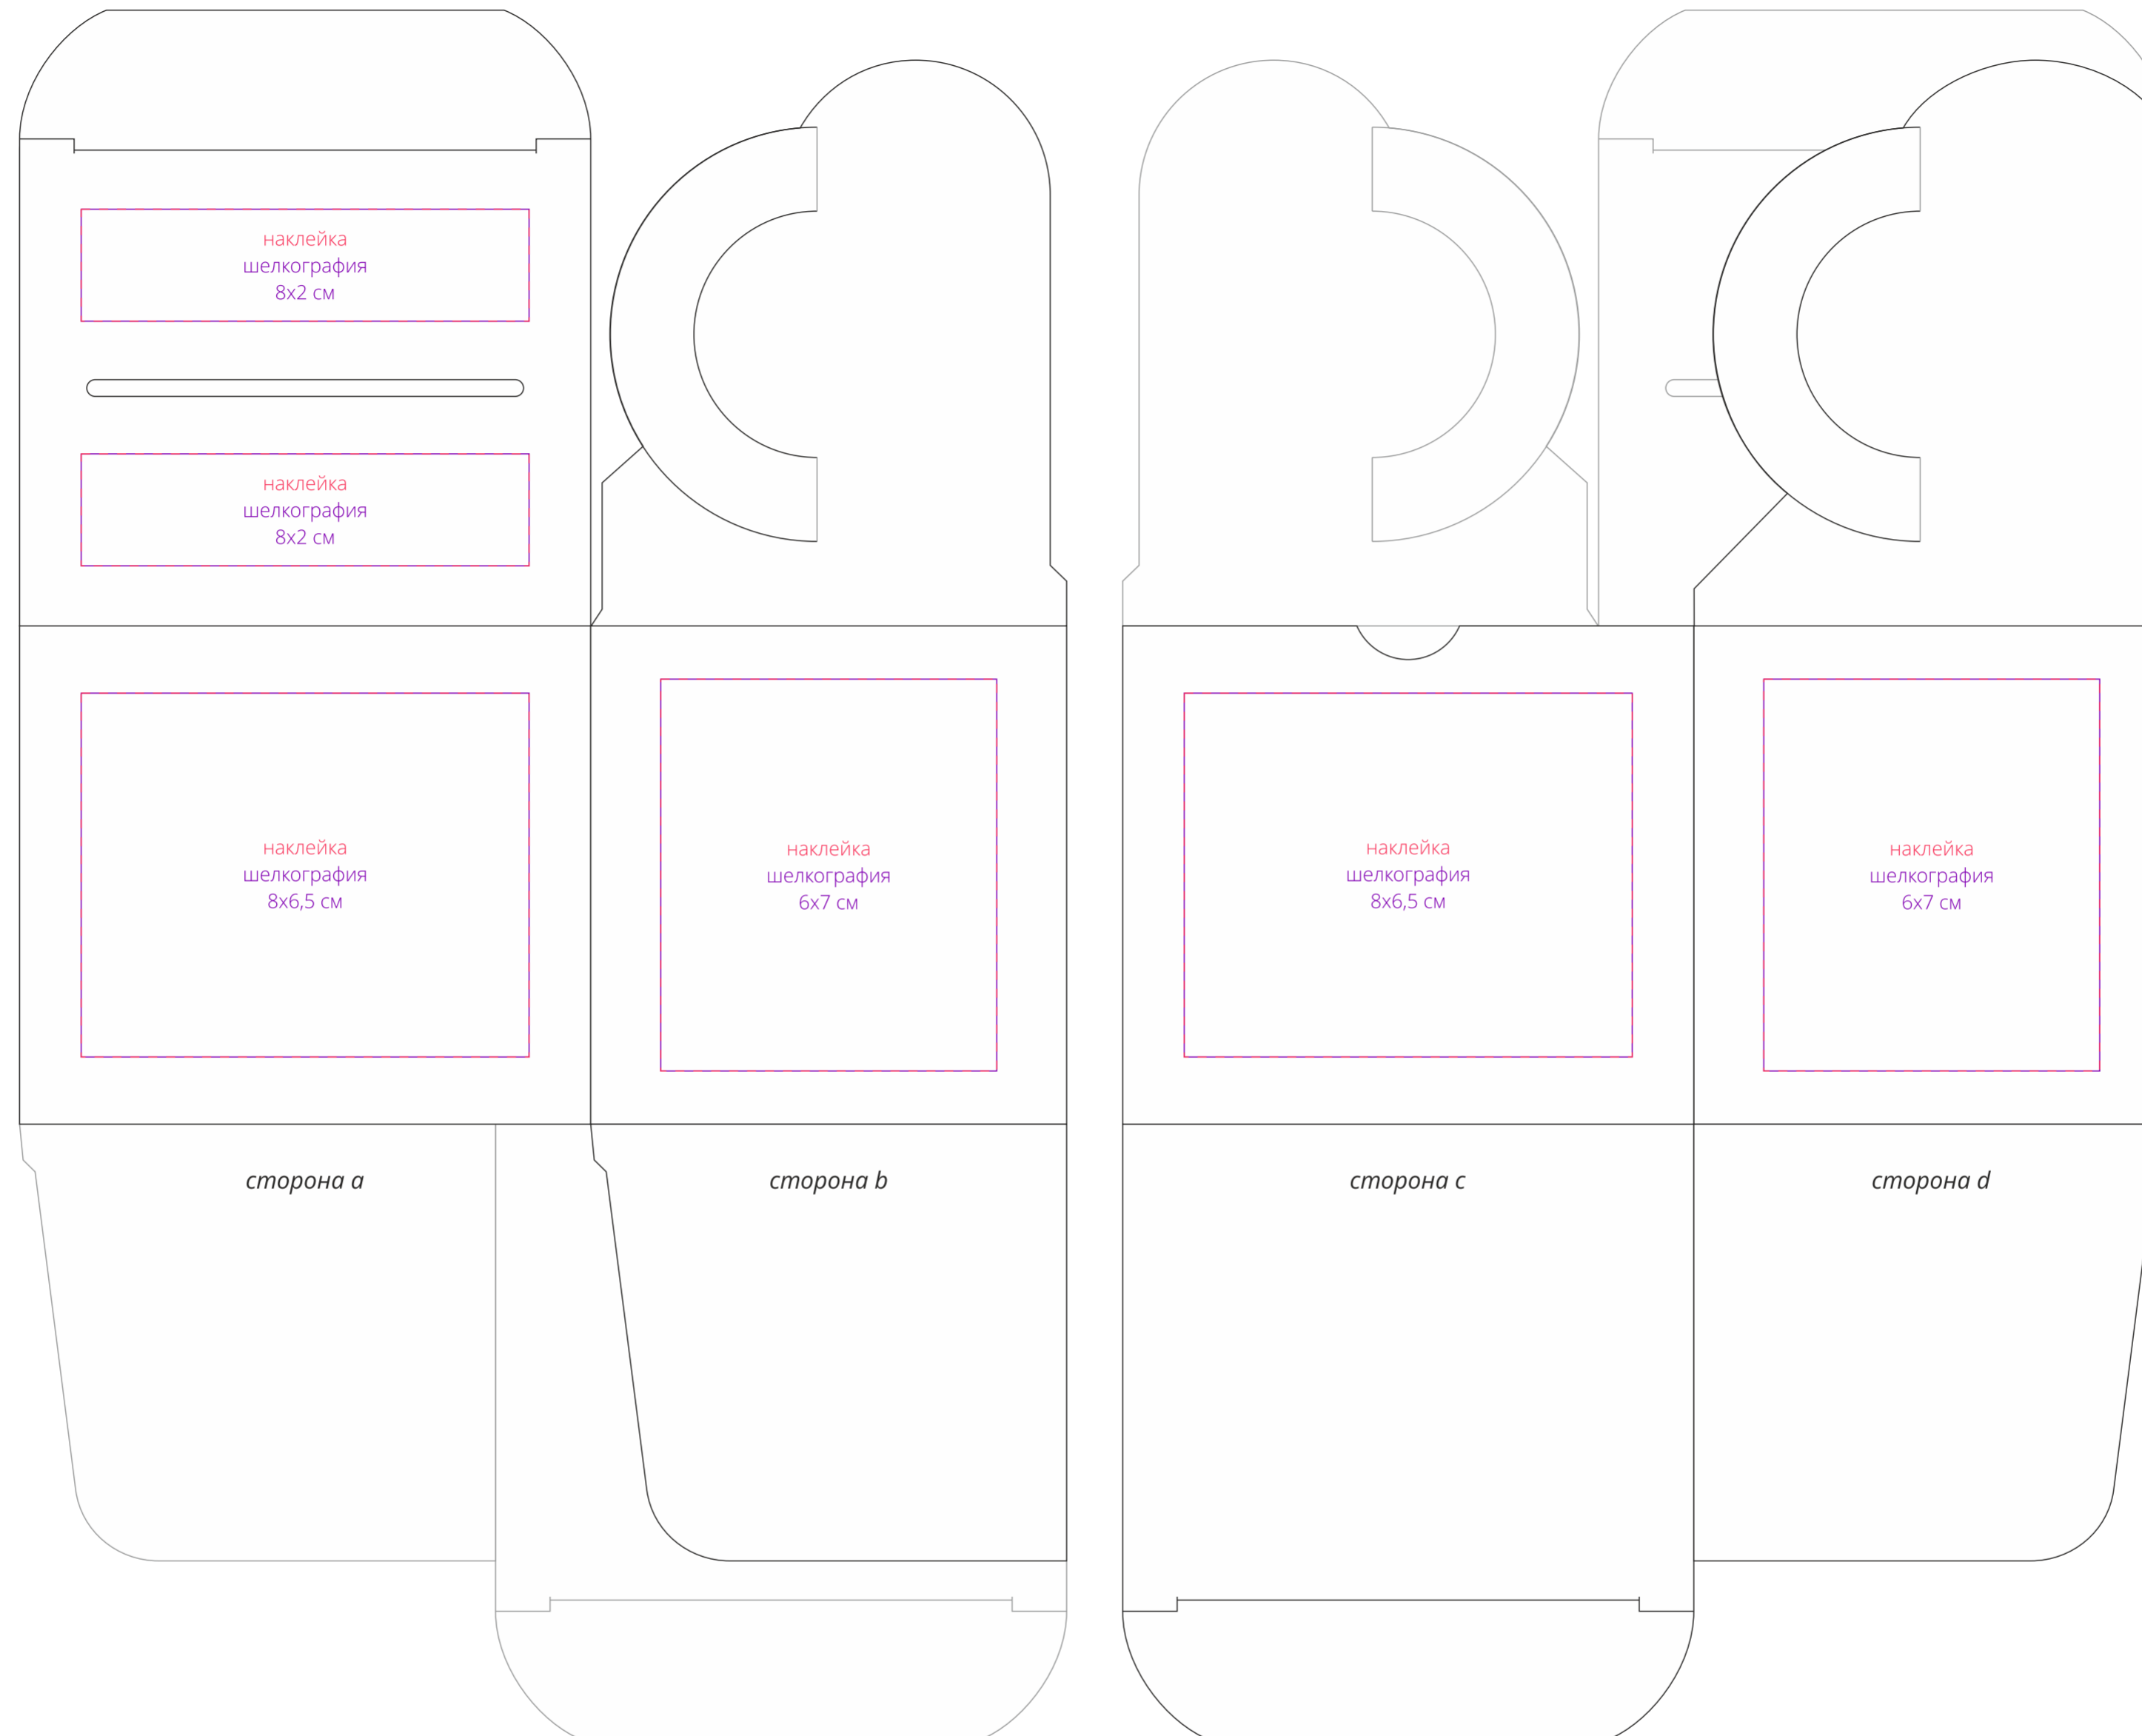 наклейка
шелкография
8х2 см
наклейка
шелкография
8х2 см
наклейка
шелкография
8х6,5 см
наклейка
шелкография
6х7 см
наклейка
шелкография
8х6,5 см
наклейка
шелкография
6х7 см
сторона a
сторона b
сторона c
сторона d